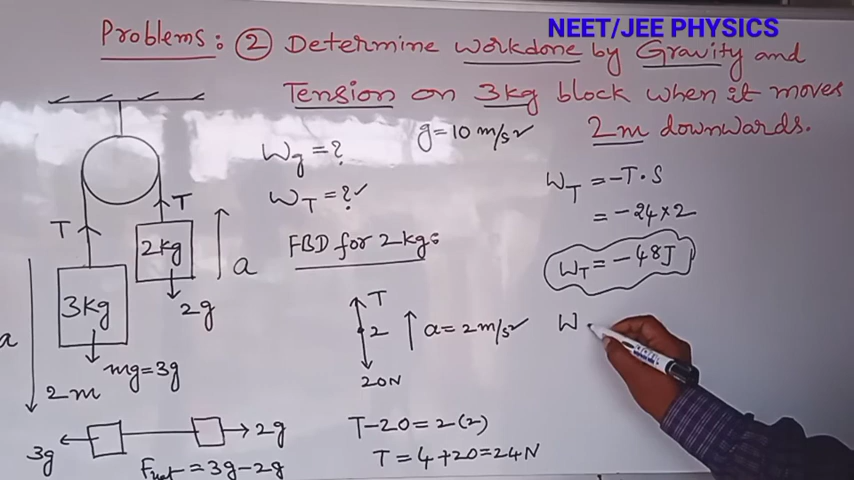 NEET/JEE PHYSICS
Problems: ② Determine workdone by Gravity and
Tension on 3kg block when it moves
2m downwards.
g=10 m/s²
W_g=?
W_T=?✓
T
T
2kg
a
3kg
2g
a
mg=3g
2m
3g
2g
F_net=3g-2g
FBD for 2kg:
T
2
a=2m/s²
20N
T-20=2(2)
T=4+20=24N
W_T=-T·S
=-24×2
W_T=-48J
W